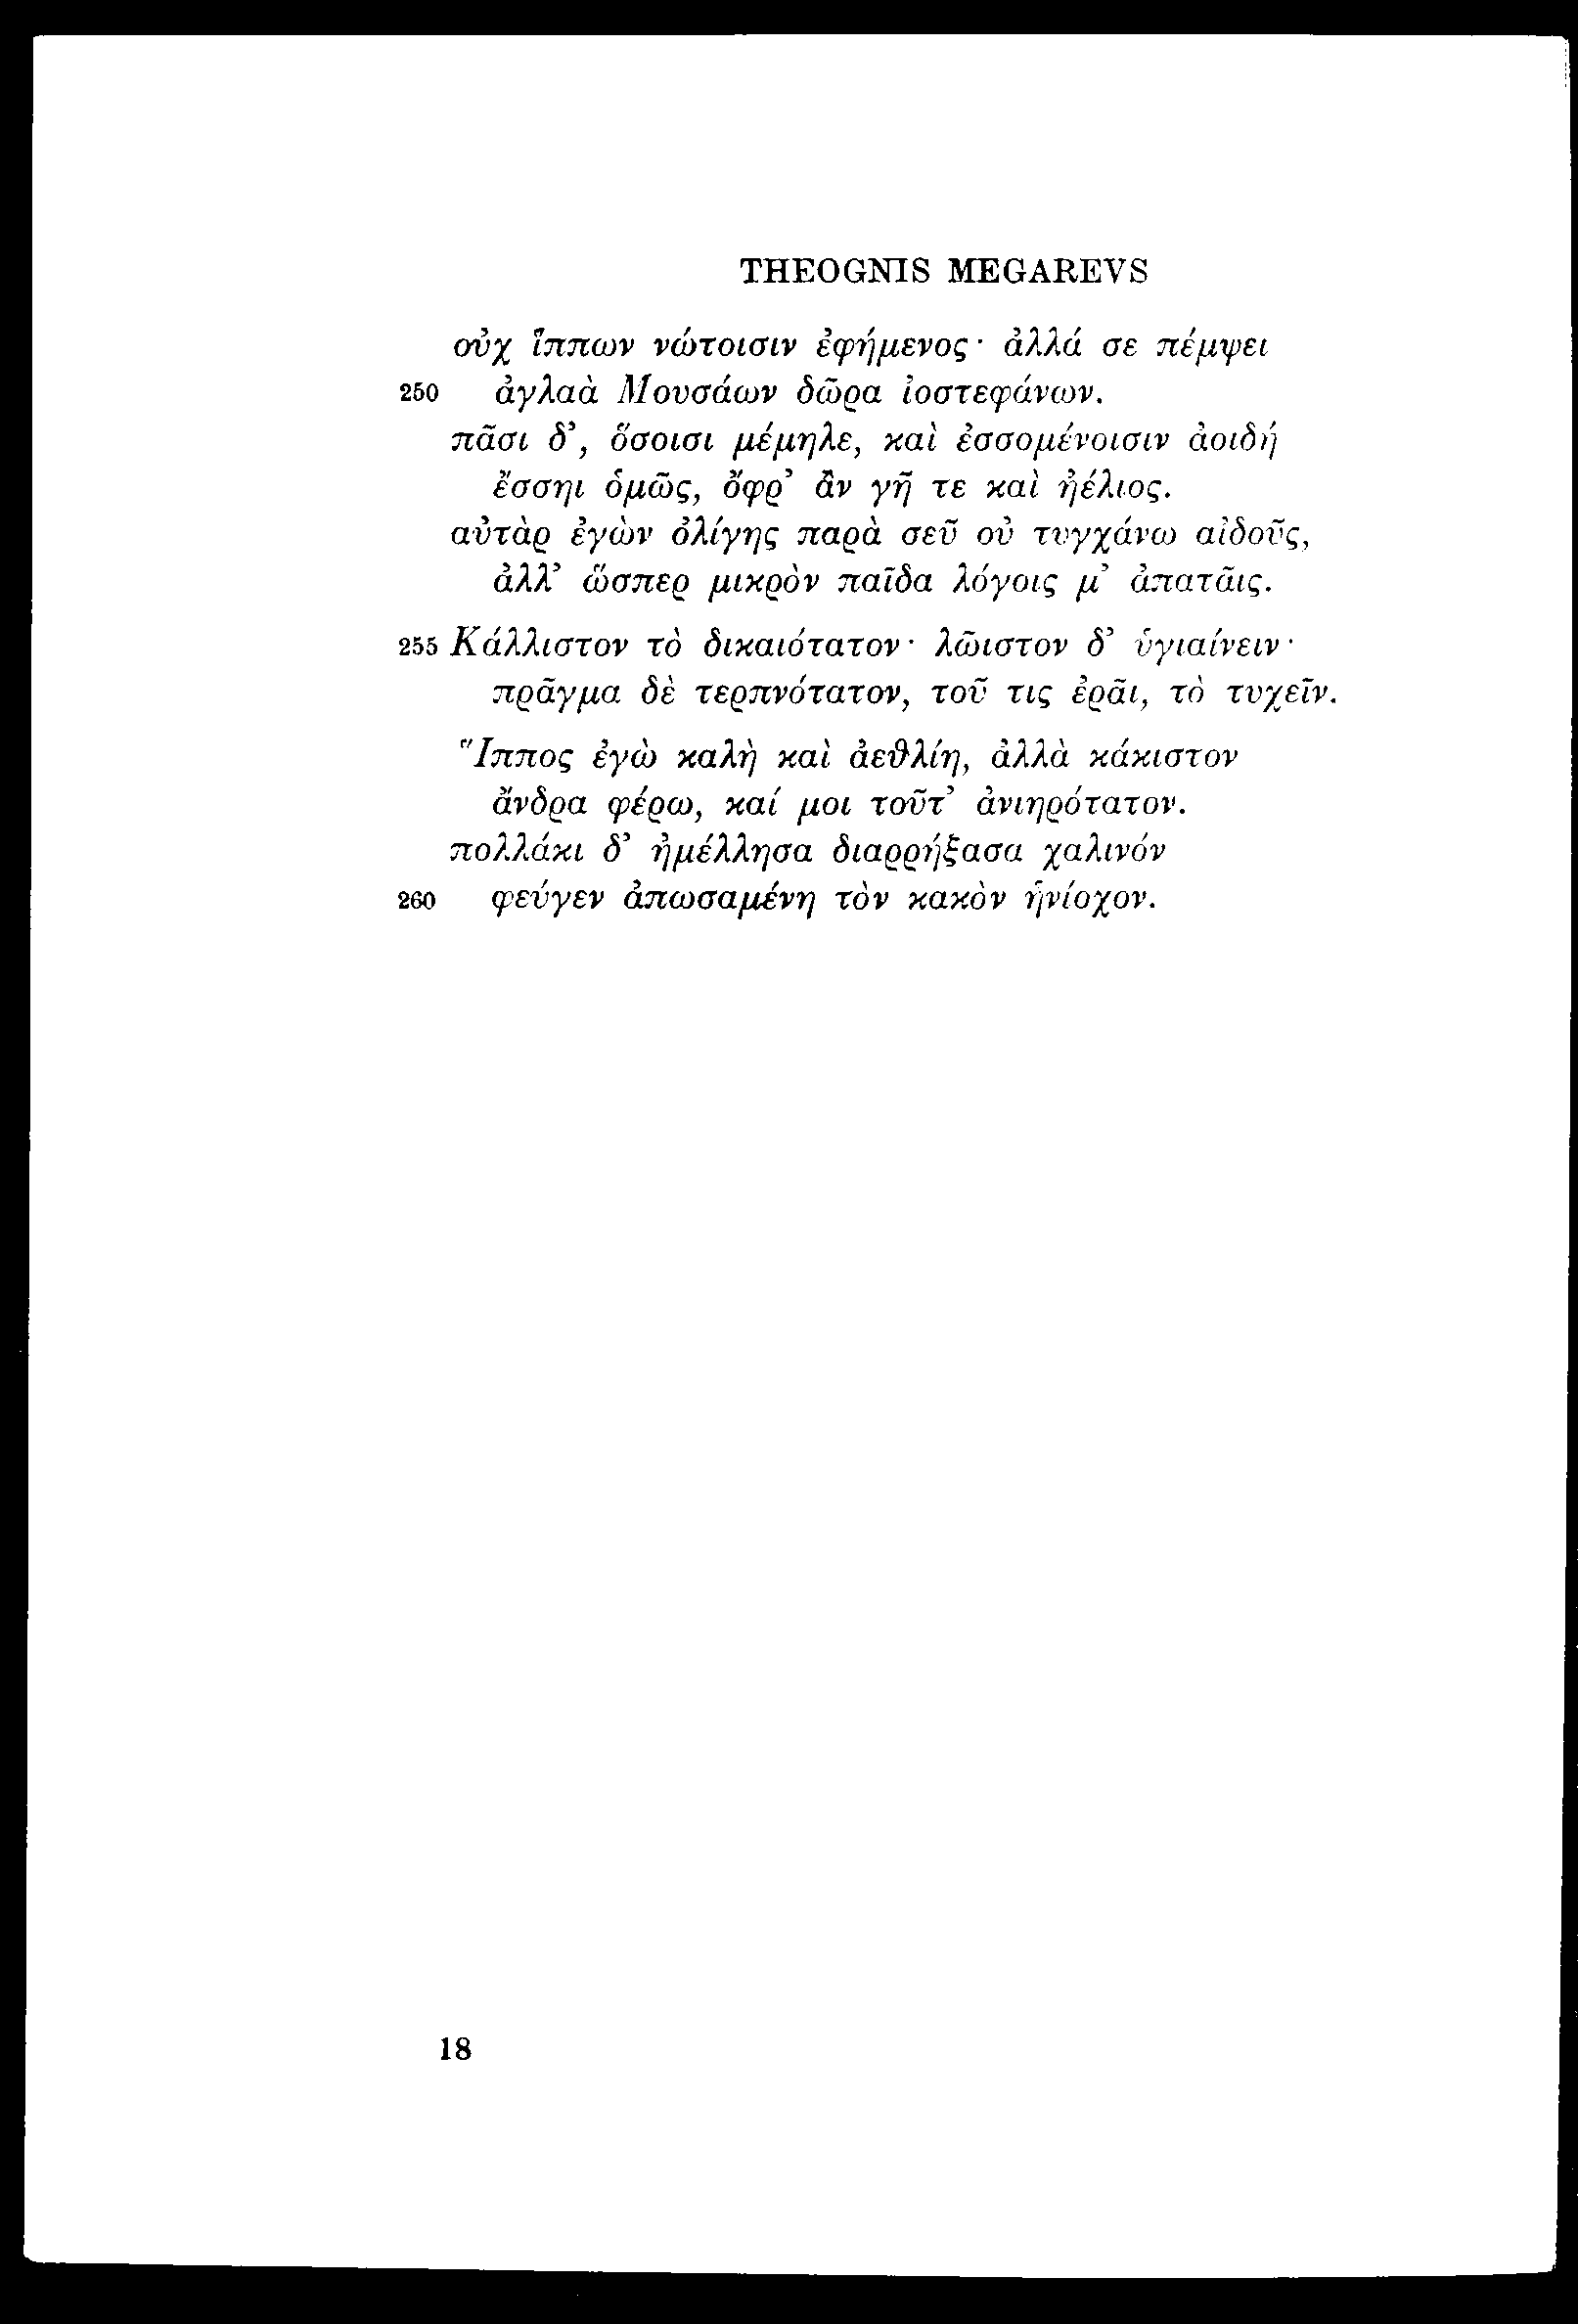 THEOGNIS MEGAREVS
οὐχ ἵππων νώτοισιν ἐφήμενος· ἀλλά σε πέμψει
250 ἀγλαὰ Μουσάων δῶρα ἰοστεφάνων.
πᾶσι δ’, ὅσοισι μέμηλε, καὶ ἐσσομένοισιν ἀοιδή
ἔσσηι ὁμῶς, ὄφρ’ ἂν γῆ τε καὶ ἠέλιος.
αὐτὰρ ἐγὼν ὀλίγης παρὰ σεῦ οὐ τυγχάνω αἰδοῦς,
ἀλλ’ ὥσπερ μικρὸν παῖδα λόγοις μ’ ἀπατᾶις.
255 Κάλλιστον τὸ δικαιότατον· λῶιστον δ’ ὑγιαίνειν·
πρᾶγμα δὲ τερπνότατον, τοῦ τις ἐρᾶι, τὸ τυχεῖν.
Ἵππος ἐγὼ καλὴ καὶ ἀεθλίη, ἀλλὰ κάκιστον
ἄνδρα φέρω, καί μοι τοῦτ’ ἀνιηρότατον.
πολλάκι δ’ ἠμέλλησα διαρρήξασα χαλινόν
260 φεύγεν ἀπωσαμένη τὸν κακὸν ἡνίοχον.
18